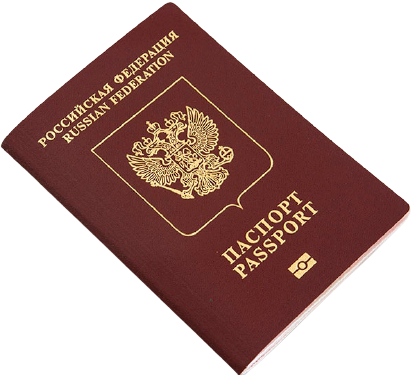 РОССИЙСКАЯ ФЕДЕРАЦИЯ
RUSSIAN FEDERATION
ПАСПОРТ
PASSPORT